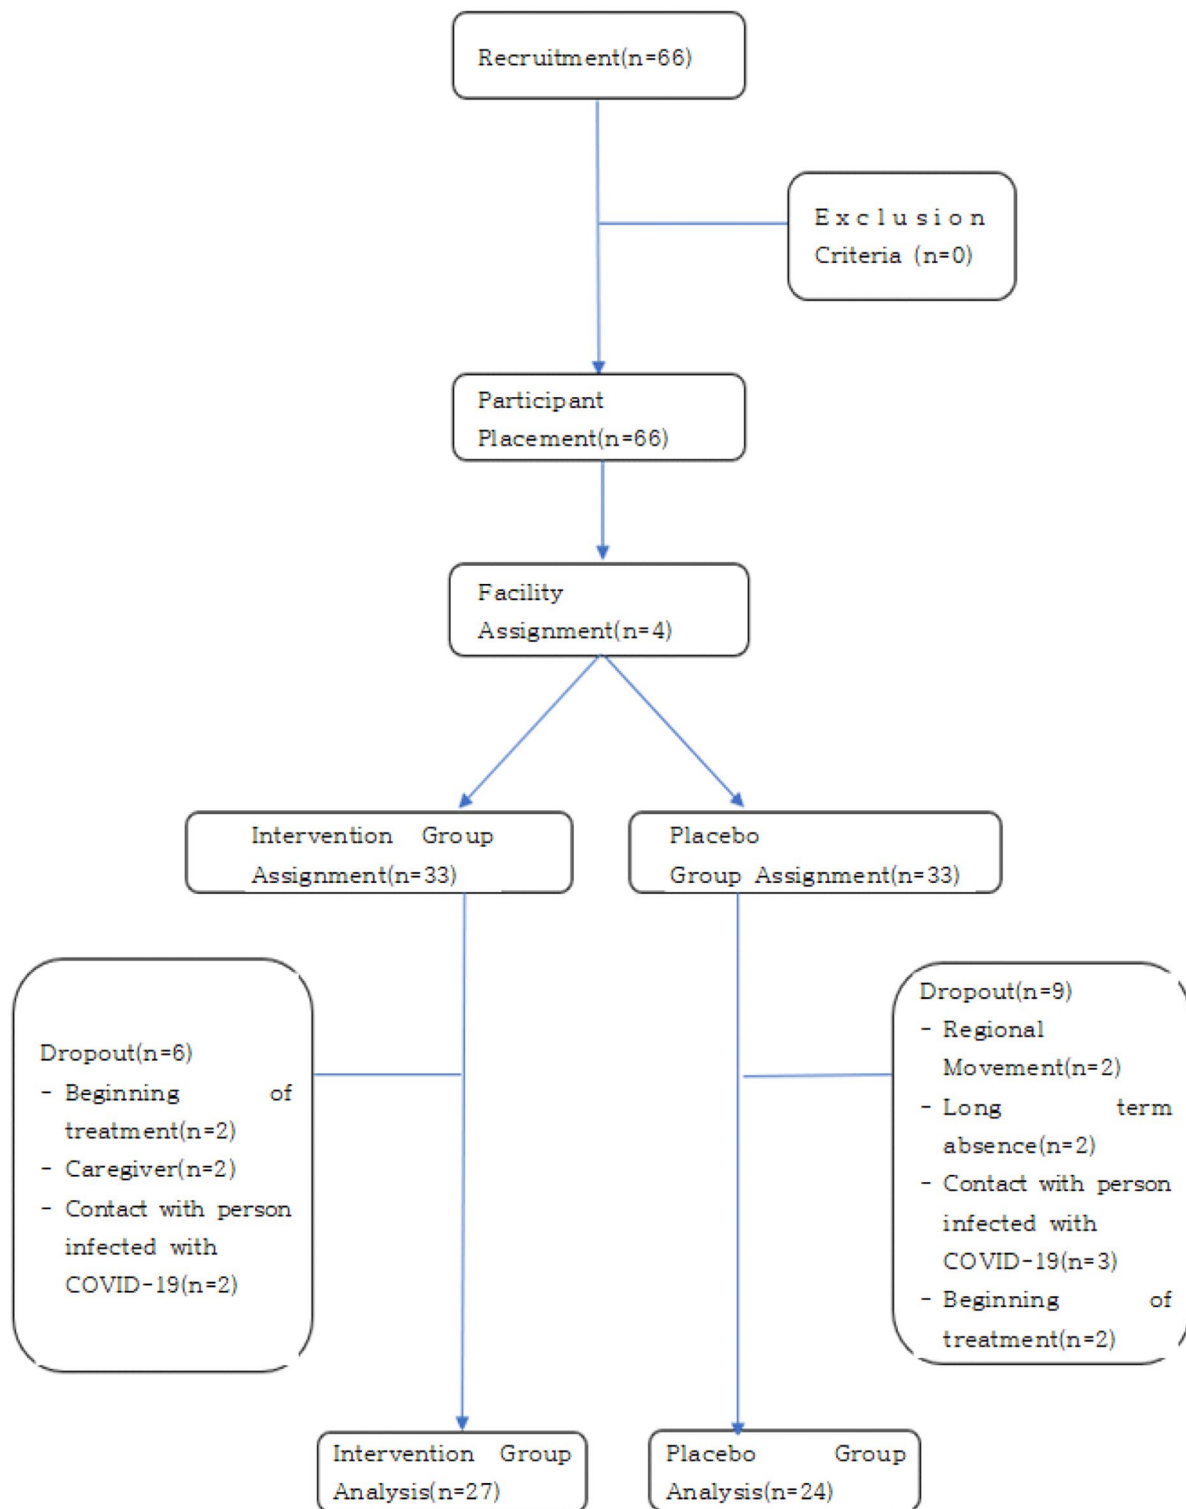 Recruitment(n=66)
Exclusion
Criteria (n=0)
Participant
Placement(n=66)
Facility
Assignment(n=4)
Intervention Group
Assignment(n=33)
Placebo
Group Assignment(n=33)
Dropout(n=6)
- Beginning of
treatment(n=2)
- Caregiver(n=2)
- Contact with person
infected with
COVID-19(n=2)
Dropout(n=9)
- Regional
Movement(n=2)
- Long term
absence(n=2)
- Contact with person
infected with
COVID-19(n=3)
- Beginning of
treatment(n=2)
Intervention Group
Analysis(n=27)
Placebo Group
Analysis(n=24)